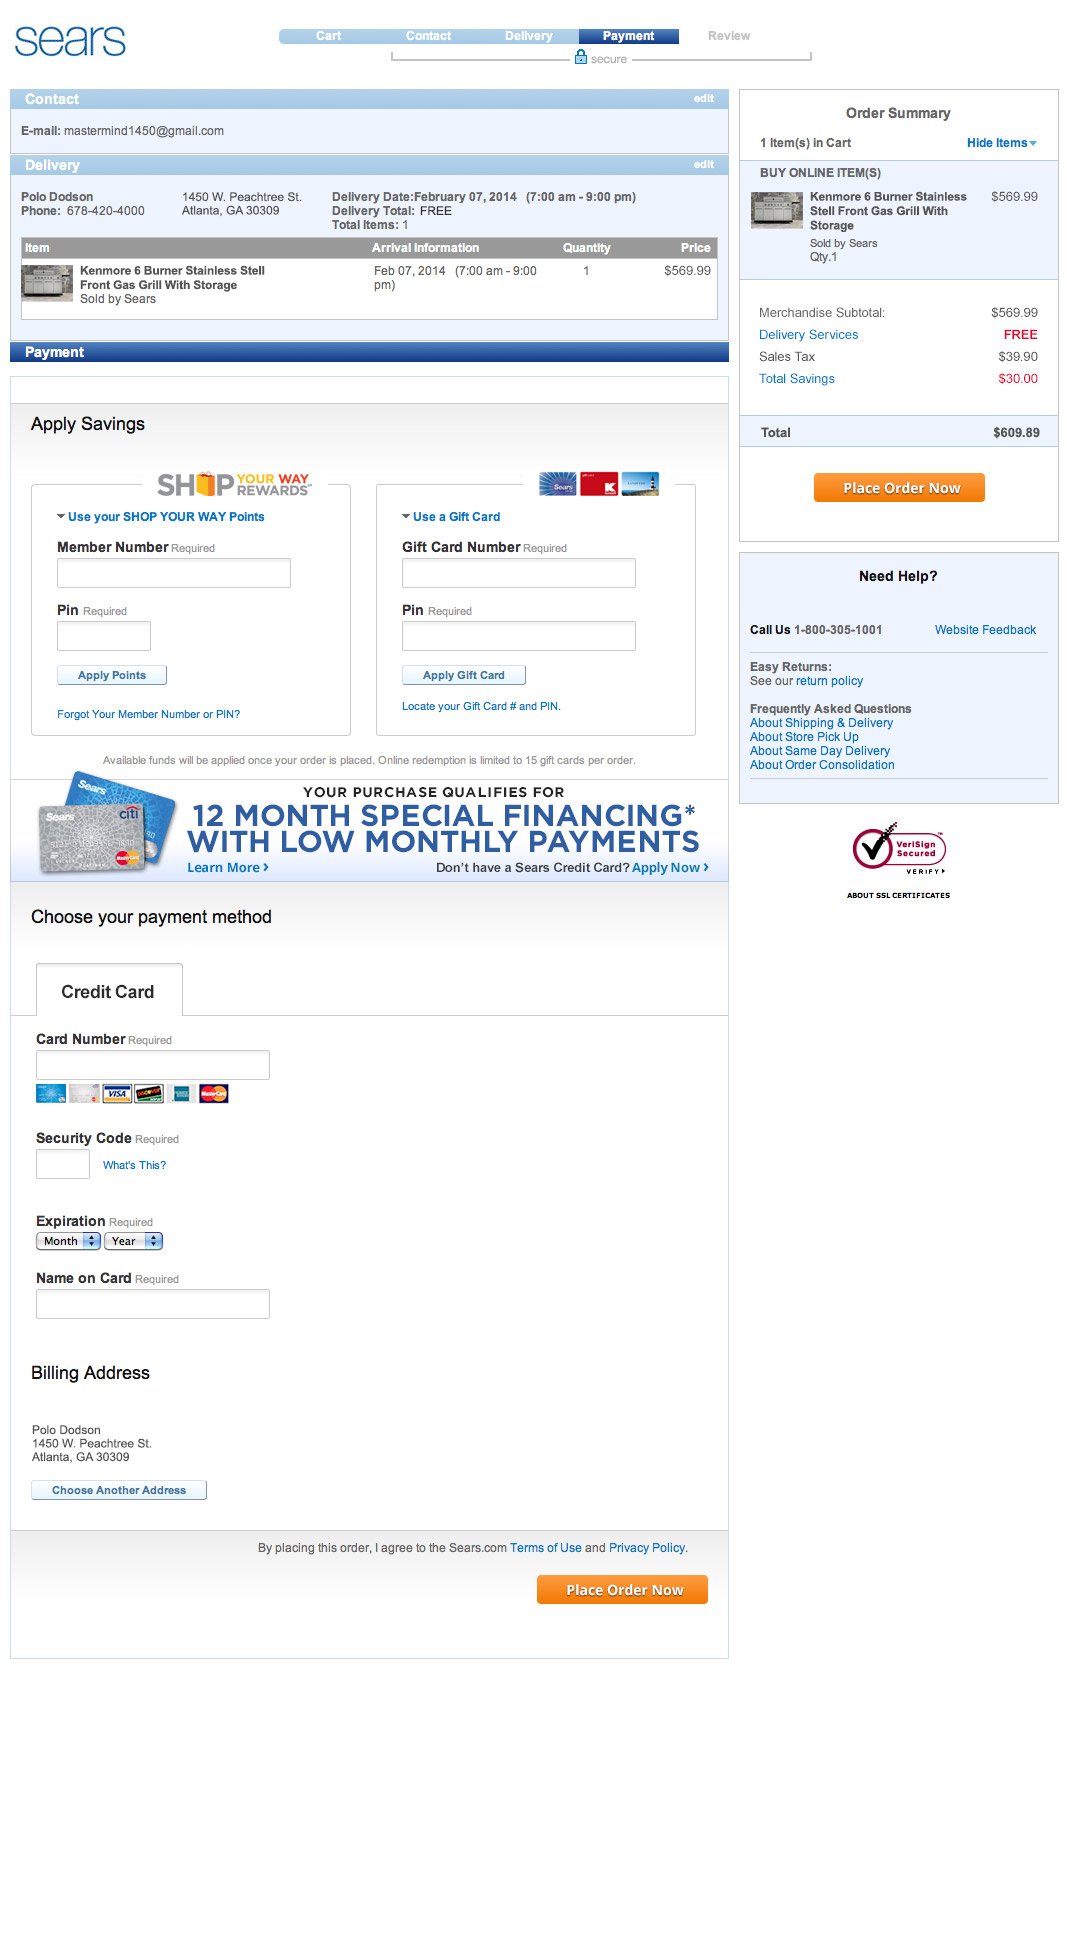 sears
Cart Contact Delivery Payment Review
secure
Contact edit
E-mail: mastermind1450@gmail.com
Delivery edit
Polo Dodson
Phone: 678-420-4000
1450 W. Peachtree St.
Atlanta, GA 30309
Delivery Date:February 07, 2014 (7:00 am - 9:00 pm)
Delivery Total: FREE
Total Items: 1
Item Arrival Information Quantity Price
Kenmore 6 Burner Stainless Stell
Front Gas Grill With Storage
Sold by Sears
Feb 07, 2014 (7:00 am - 9:00
pm)
1
$569.99
Payment
Apply Savings
SHOP YOUR WAY
REWARDS
Use your SHOP YOUR WAY Points
Member Number Required
Pin Required
Apply Points
Forgot Your Member Number or PIN?
Sears
K
Use a Gift Card
Gift Card Number Required
Pin Required
Apply Gift Card
Locate your Gift Card # and PIN.
Available funds will be applied once your order is placed. Online redemption is limited to 15 gift cards per order.
Sears
Sears
citi
MasterCard
YOUR PURCHASE QUALIFIES FOR
12 MONTH SPECIAL FINANCING*
WITH LOW MONTHLY PAYMENTS
Learn More › Don't have a Sears Credit Card? Apply Now ›
Choose your payment method
Credit Card
Card Number Required
VISA DISCOVER MasterCard
Security Code Required
What's This?
Expiration Required
Month Year
Name on Card Required
Billing Address
Polo Dodson
1450 W. Peachtree St.
Atlanta, GA 30309
Choose Another Address
By placing this order, I agree to the Sears.com Terms of Use and Privacy Policy.
Place Order Now
Order Summary
1 Item(s) in Cart Hide Items
BUY ONLINE ITEM(S)
Kenmore 6 Burner Stainless $569.99
Stell Front Gas Grill With
Storage
Sold by Sears
Qty.1
Merchandise Subtotal: $569.99
Delivery Services FREE
Sales Tax $39.90
Total Savings $30.00
Total $609.89
Place Order Now
Need Help?
Call Us 1-800-305-1001 Website Feedback
Easy Returns:
See our return policy
Frequently Asked Questions
About Shipping & Delivery
About Store Pick Up
About Same Day Delivery
About Order Consolidation
VeriSign
Secured
VERIFY
ABOUT SSL CERTIFICATES